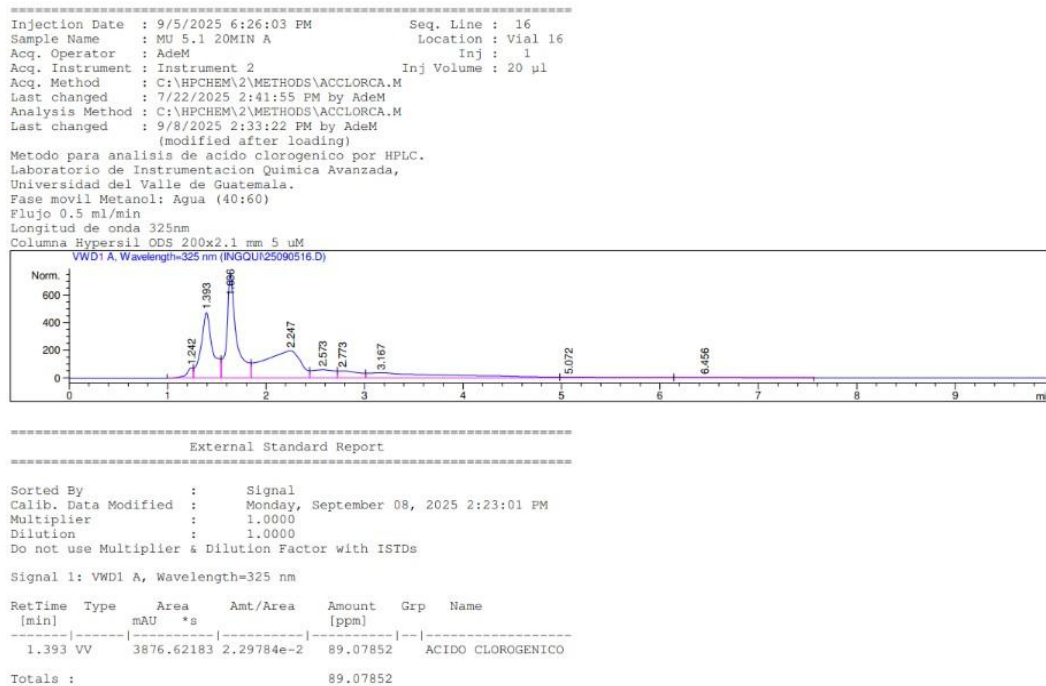 ======================================================================
Injection Date  : 9/5/2025 6:26:03 PM            Seq. Line :  16
Sample Name     : MU 5.1 20MIN A                  Location : Vial 16
Acq. Operator   : AdeM                                 Inj :   1
Acq. Instrument : Instrument 2                  Inj Volume : 20 µl
Acq. Method     : C:\HPCHEM\2\METHODS\ACCLORCA.M
Last changed    : 7/22/2025 2:41:55 PM by AdeM
Analysis Method : C:\HPCHEM\2\METHODS\ACCLORCA.M
Last changed    : 9/8/2025 2:33:22 PM by AdeM
                  (modified after loading)
Metodo para analisis de acido clorogenico por HPLC.
Laboratorio de Instrumentacion Quimica Avanzada,
Universidad del Valle de Guatemala.
Fase movil Metanol: Agua (40:60)
Flujo 0.5 ml/min
Longitud de onda 325nm
Columna Hypersil ODS 200x2.1 mm 5 uM
VWD1 A, Wavelength=325 nm (INGQUI\25090516.D)
Norm.
600
400
200
0
1.242
1.393
1.636
2.247
2.573
2.773
3.167
5.072
6.456
0 1 2 3 4 5 6 7 8 9
======================================================================
External Standard Report
======================================================================
Sorted By             :      Signal
Calib. Data Modified  :      Monday, September 08, 2025 2:23:01 PM
Multiplier            :      1.0000
Dilution              :      1.0000
Do not use Multiplier & Dilution Factor with ISTDs
Signal 1: VWD1 A, Wavelength=325 nm
RetTime  Type     Area     Amt/Area    Amount   Grp   Name
 [min]         mAU   *s                [ppm]
-------|------|----------|----------|----------|--|------------------
  1.393 VV     3876.62183 2.29784e-2   89.07852    ACIDO CLOROGENICO
Totals :                               89.07852